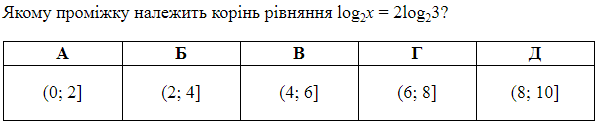 Якому проміжку належить корінь рівняння log₂x = 2log₂3?
А Б В Г Д
(0; 2] (2; 4] (4; 6] (6; 8] (8; 10]